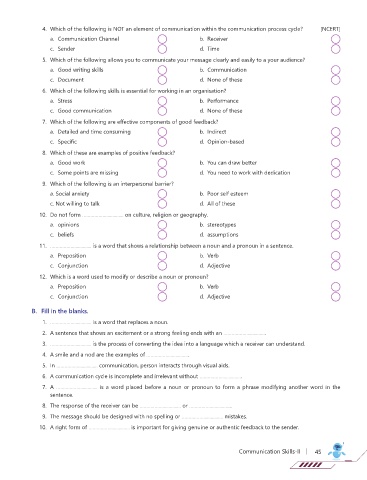 4. Which of the following is NOT an element of communication within the communication process cycle? [NCERT]
a. Communication Channel b. Receiver
c. Sender d. Time
5. Which of the following allows you to communicate your message clearly and easily to a your audience?
a. Good writing skills b. Communication
c. Document d. None of these
6. Which of the following skills is essential for working in an organisation?
a. Stress b. Performance
c. Good communication d. None of these
7. Which of the following are effective components of good feedback?
a. Detailed and time consuming b. Indirect
c. Specific d. Opinion-based
8. Which of these are examples of positive feedback?
a. Good work b. You can draw better
c. Some points are missing d. You need to work with dedication
9. Which of the following is an interpersonal barrier?
a. Social anxiety b. Poor self esteem
c. Not willing to talk d. All of these
10. Do not form ........................ on culture, religion or geography.
a. opinions b. stereotypes
c. beliefs d. assumptions
11. ........................ is a word that shows a relationship between a noun and a pronoun in a sentence.
a. Preposition b. Verb
c. Conjunction d. Adjective
12. Which is a word used to modify or describe a noun or pronoun?
a. Preposition b. Verb
c. Conjunction d. Adjective
B. Fill in the blanks.
1. ........................ is a word that replaces a noun.
2. A sentence that shows an excitement or a strong feeling ends with an ........................
3. ........................ is the process of converting the idea into a language which a receiver can understand.
4. A smile and a nod are the examples of ........................
5. In ........................ communication, person interacts through visual aids.
6. A communication cycle is incomplete and irrelevant without ........................
7. A ........................ is a word placed before a noun or pronoun to form a phrase modifying another word in the
sentence.
8. The response of the receiver can be ........................ or ........................
9. The message should be designed with no spelling or ........................ mistakes.
10. A right form of ........................ is important for giving genuine or authentic feedback to the sender.
Communication Skills-II | 45